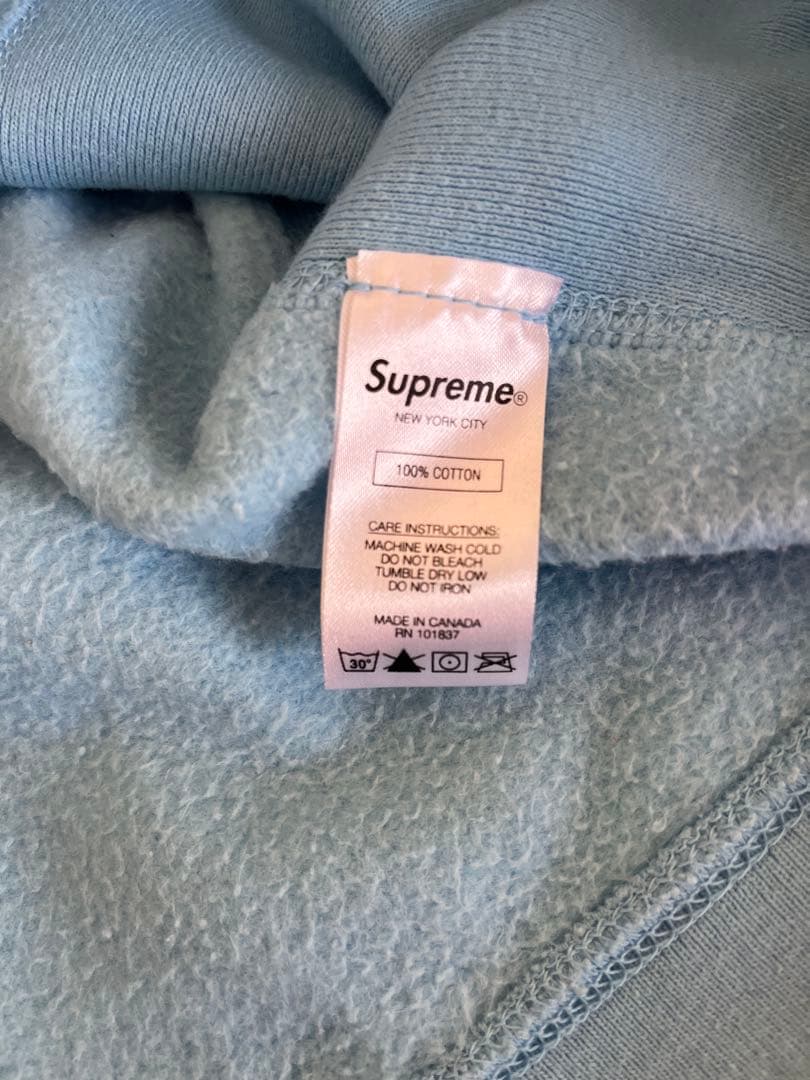 Supreme®
NEW YORK CITY
100% COTTON
CARE INSTRUCTIONS:
MACHINE WASH COLD
DO NOT BLEACH
TUMBLE DRY LOW
DO NOT IRON
MADE IN CANADA
RN 101837
30°